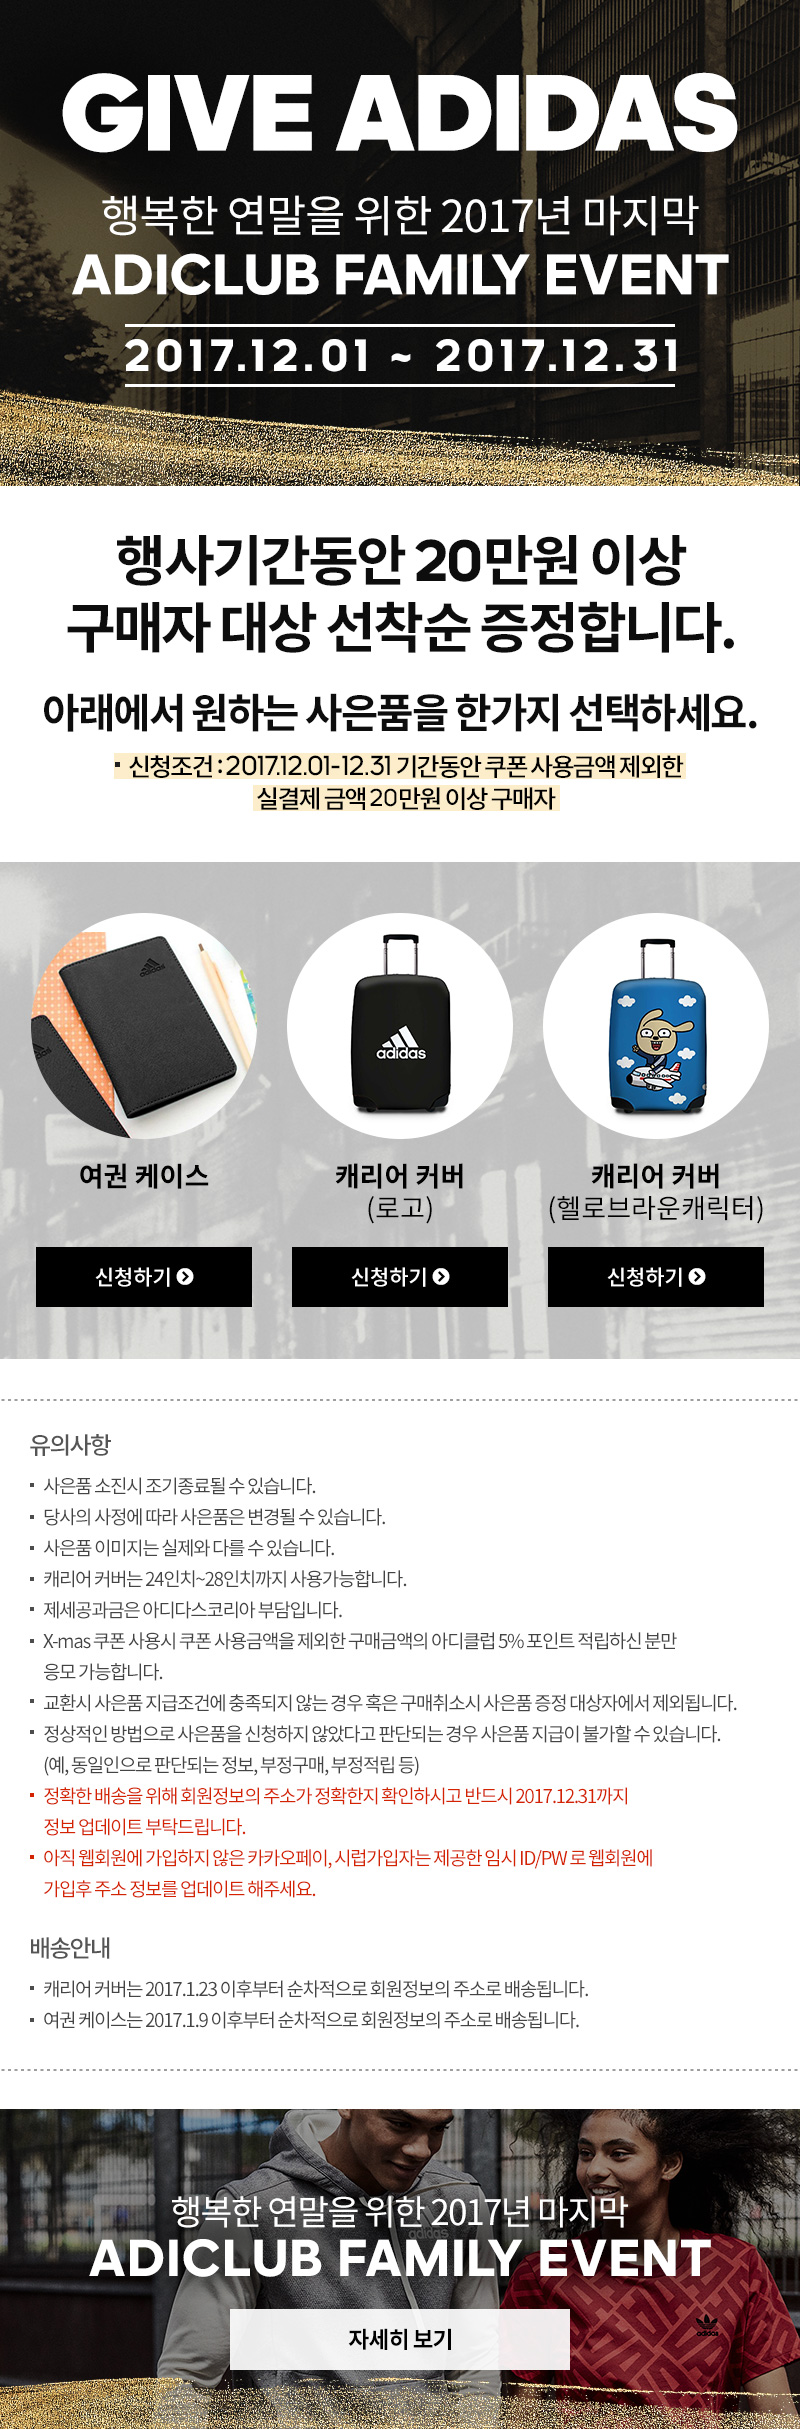 GIVE ADIDAS
행복한 연말을 위한 2017년 마지막
ADICLUB FAMILY EVENT
2017.12.01 ~ 2017.12.31
행사기간동안 20만원 이상
구매자 대상 선착순 증정합니다.
아래에서 원하는 사은품을 한가지 선택하세요.
▪ 신청조건 : 2017.12.01-12.31 기간동안 쿠폰 사용금액 제외한
실결제 금액 20만원 이상 구매자
adidas
adidas
여권 케이스
캐리어 커버
(로고)
캐리어 커버
(헬로브라운캐릭터)
신청하기
신청하기
신청하기
유의사항
▪ 사은품 소진시 조기종료될 수 있습니다.
▪ 당사의 사정에 따라 사은품은 변경될 수 있습니다.
▪ 사은품 이미지는 실제와 다를 수 있습니다.
▪ 캐리어 커버는 24인치~28인치까지 사용가능합니다.
▪ 제세공과금은 아디다스코리아 부담입니다.
▪ X-mas 쿠폰 사용시 쿠폰 사용금액을 제외한 구매금액의 아디클럽 5% 포인트 적립하신 분만
응모 가능합니다.
▪ 교환시 사은품 지급조건에 충족되지 않는 경우 혹은 구매취소시 사은품 증정 대상자에서 제외됩니다.
▪ 정상적인 방법으로 사은품을 신청하지 않았다고 판단되는 경우 사은품 지급이 불가할 수 있습니다.
(예, 동일인으로 판단되는 정보, 부정구매, 부정적립 등)
▪ 정확한 배송을 위해 회원정보의 주소가 정확한지 확인하시고 반드시 2017.12.31까지
정보 업데이트 부탁드립니다.
▪ 아직 웹회원에 가입하지 않은 카카오페이, 시럽가입자는 제공한 임시 ID/PW 로 웹회원에
가입후 주소 정보를 업데이트 해주세요.
배송안내
▪ 캐리어 커버는 2017.1.23 이후부터 순차적으로 회원정보의 주소로 배송됩니다.
▪ 여권 케이스는 2017.1.9 이후부터 순차적으로 회원정보의 주소로 배송됩니다.
행복한 연말을 위한 2017년 마지막
adidas
ADICLUB FAMILY EVENT
adidas
자세히 보기